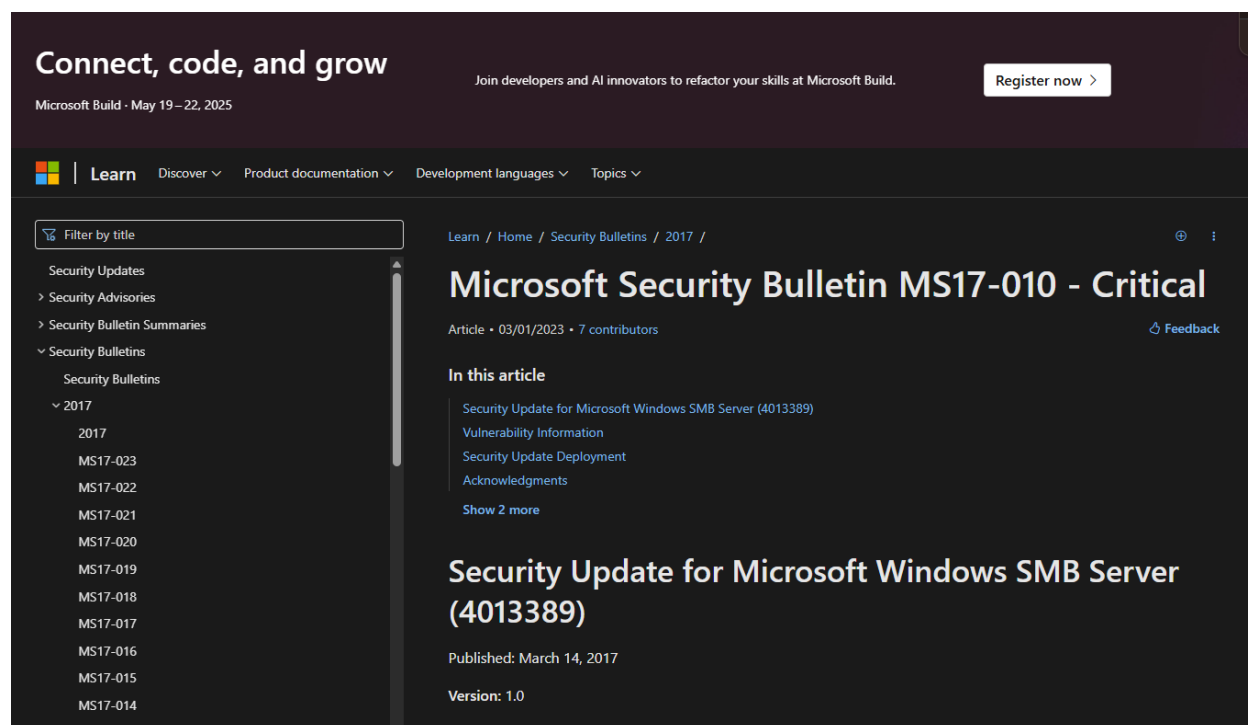 Connect, code, and grow
Microsoft Build · May 19–22, 2025
Join developers and AI innovators to refactor your skills at Microsoft Build.
Register now
Learn
Discover
Product documentation
Development languages
Topics
Filter by title
Security Updates
Security Advisories
Security Bulletin Summaries
Security Bulletins
Security Bulletins
2017
2017
MS17-023
MS17-022
MS17-021
MS17-020
MS17-019
MS17-018
MS17-017
MS17-016
MS17-015
MS17-014
Learn / Home / Security Bulletins / 2017 /
Microsoft Security Bulletin MS17-010 - Critical
Article • 03/01/2023 • 7 contributors
Feedback
In this article
Security Update for Microsoft Windows SMB Server (4013389)
Vulnerability Information
Security Update Deployment
Acknowledgments
Show 2 more
Security Update for Microsoft Windows SMB Server
(4013389)
Published: March 14, 2017
Version: 1.0